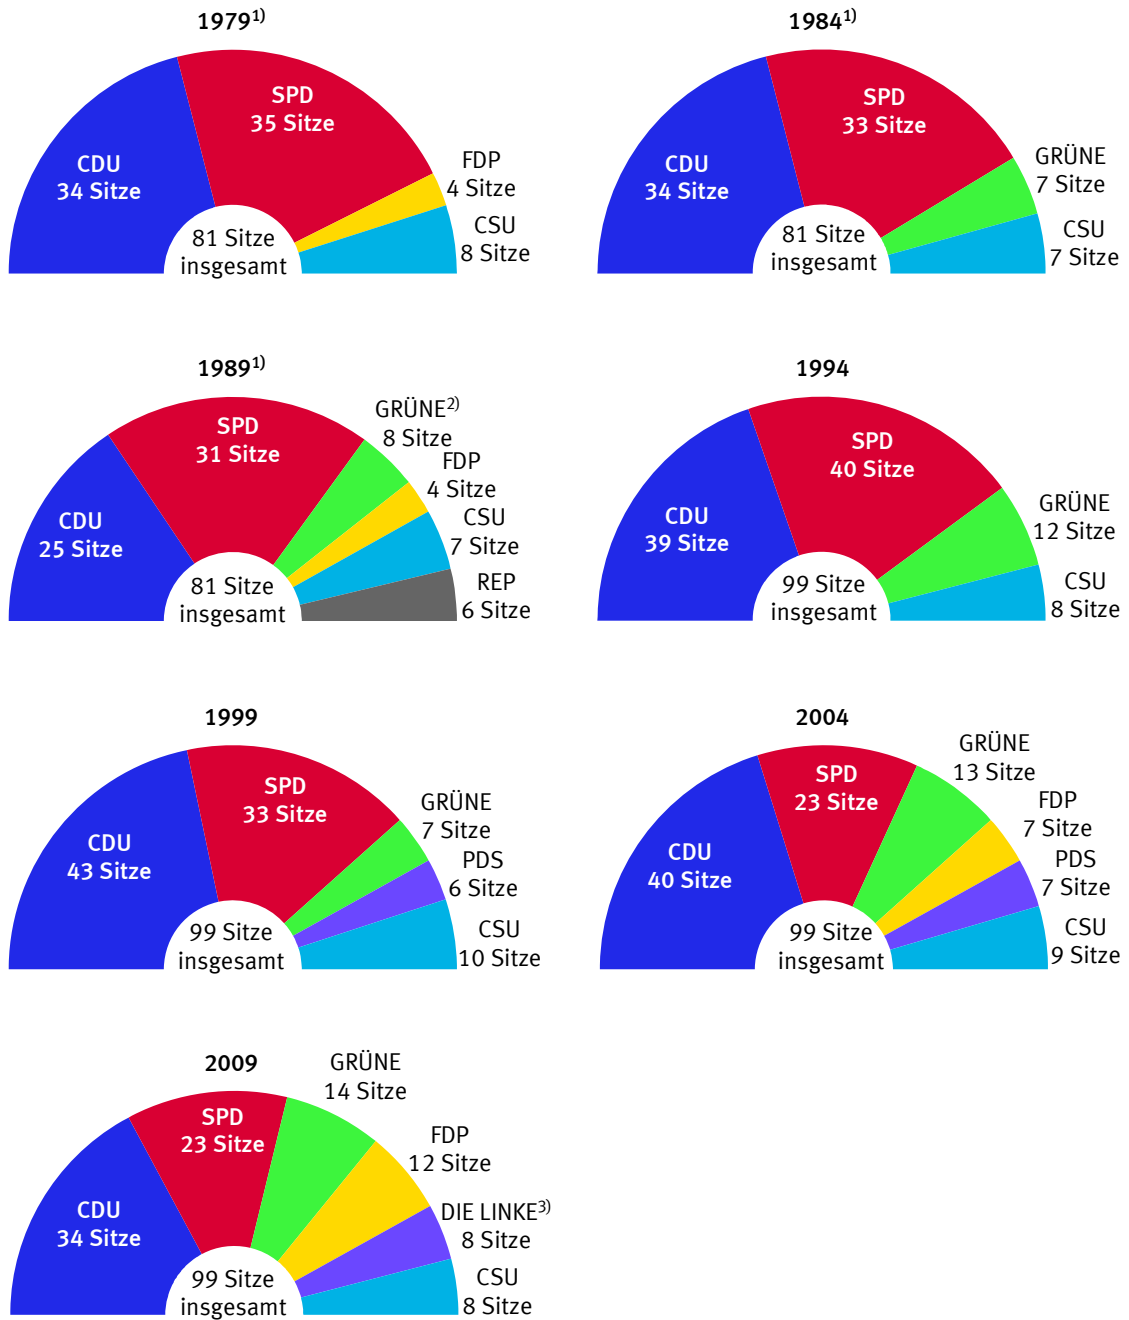 1979¹⁾
CDU
34 Sitze
SPD
35 Sitze
FDP
4 Sitze
CSU
8 Sitze
81 Sitze
insgesamt
1984¹⁾
CDU
34 Sitze
SPD
33 Sitze
GRÜNE
7 Sitze
CSU
7 Sitze
81 Sitze
insgesamt
1989¹⁾
CDU
25 Sitze
SPD
31 Sitze
GRÜNE²⁾
8 Sitze
FDP
4 Sitze
CSU
7 Sitze
REP
6 Sitze
81 Sitze
insgesamt
1994
CDU
39 Sitze
SPD
40 Sitze
GRÜNE
12 Sitze
CSU
8 Sitze
99 Sitze
insgesamt
1999
CDU
43 Sitze
SPD
33 Sitze
GRÜNE
7 Sitze
PDS
6 Sitze
CSU
10 Sitze
99 Sitze
insgesamt
2004
CDU
40 Sitze
SPD
23 Sitze
GRÜNE
13 Sitze
FDP
7 Sitze
PDS
7 Sitze
CSU
9 Sitze
99 Sitze
insgesamt
2009
CDU
34 Sitze
SPD
23 Sitze
GRÜNE
14 Sitze
FDP
12 Sitze
DIE LINKE³⁾
8 Sitze
CSU
8 Sitze
99 Sitze
insgesamt